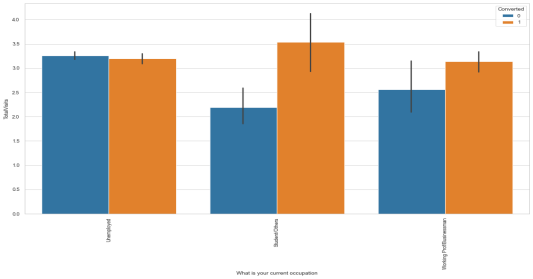 Converted
0
1
4.0
3.5
3.0
2.5
2.0
1.5
1.0
0.5
0.0
TotalVisits
Unemployed
Student/Others
Working Prof/Businessman
What is your current occupation